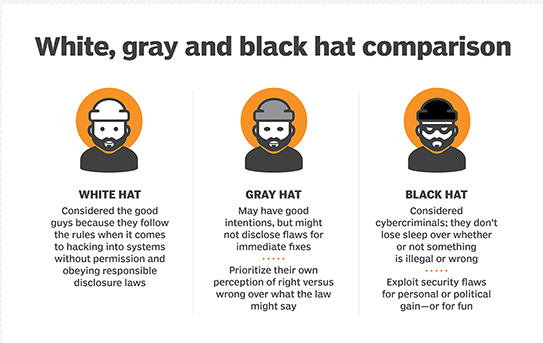 White, gray and black hat comparison
WHITE HAT
Considered the good
guys because they follow
the rules when it comes
to hacking into systems
without permission and
obeying responsible
disclosure laws
GRAY HAT
May have good
intentions, but might
not disclose flaws for
immediate fixes
Prioritize their own
perception of right versus
wrong over what the law
might say
BLACK HAT
Considered
cybercriminals; they don't
lose sleep over whether
or not something
is illegal or wrong
Exploit security flaws
for personal or political
gain—or for fun